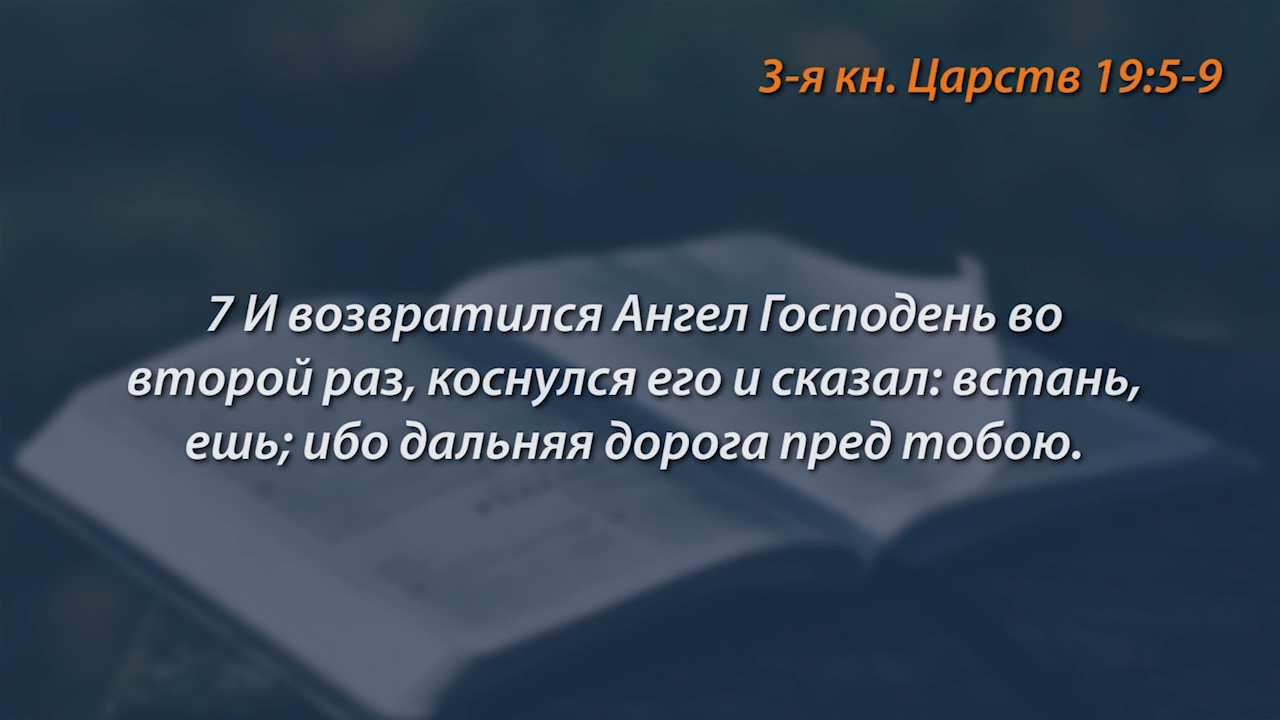 3-я кн. Царств 19:5-9
7 И возвратился Ангел Господень во
второй раз, коснулся его и сказал: встань,
ешь; ибо дальняя дорога пред тобою.